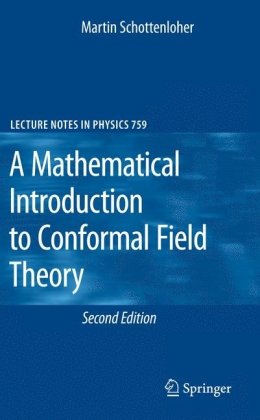 Martin Schottenloher
LECTURE NOTES IN PHYSICS 759
A Mathematical
Introduction
to Conformal Field
Theory
Second Edition
Springer